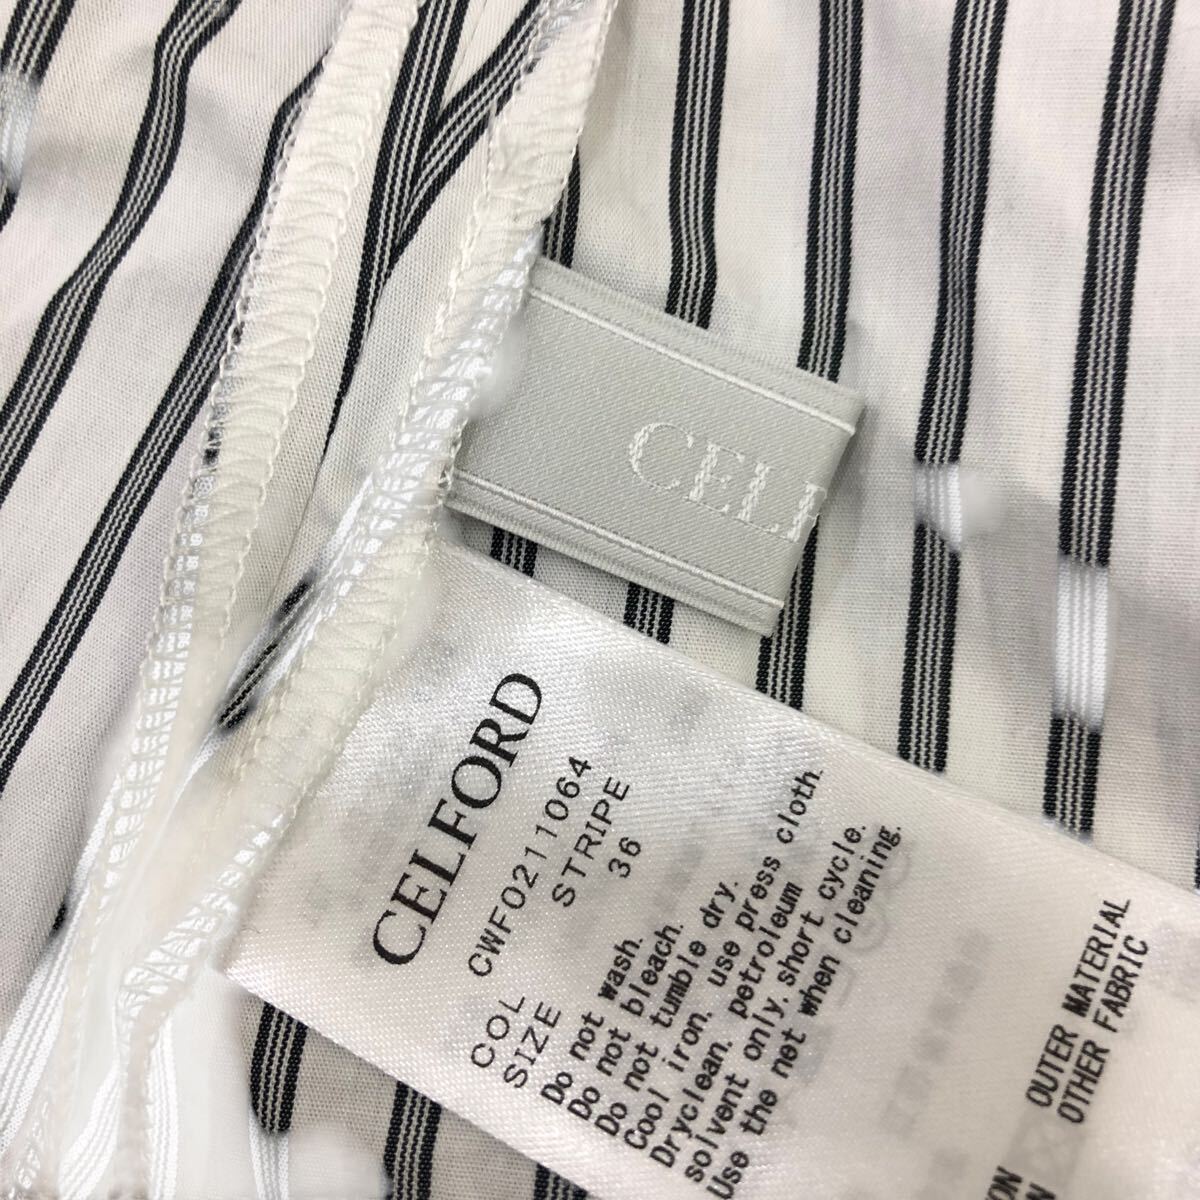 CELF
CELFORD
CWF0211064
COL STRIPE
SIZE 36
Do not wash.
Do not bleach.
Do not tumble dry.
Cool iron. use press cloth.
Dryclean. petroleum
solvent only. short cycle.
Use the net when cleaning.
OUTER MATERIAL
OTHER FABRIC
ON